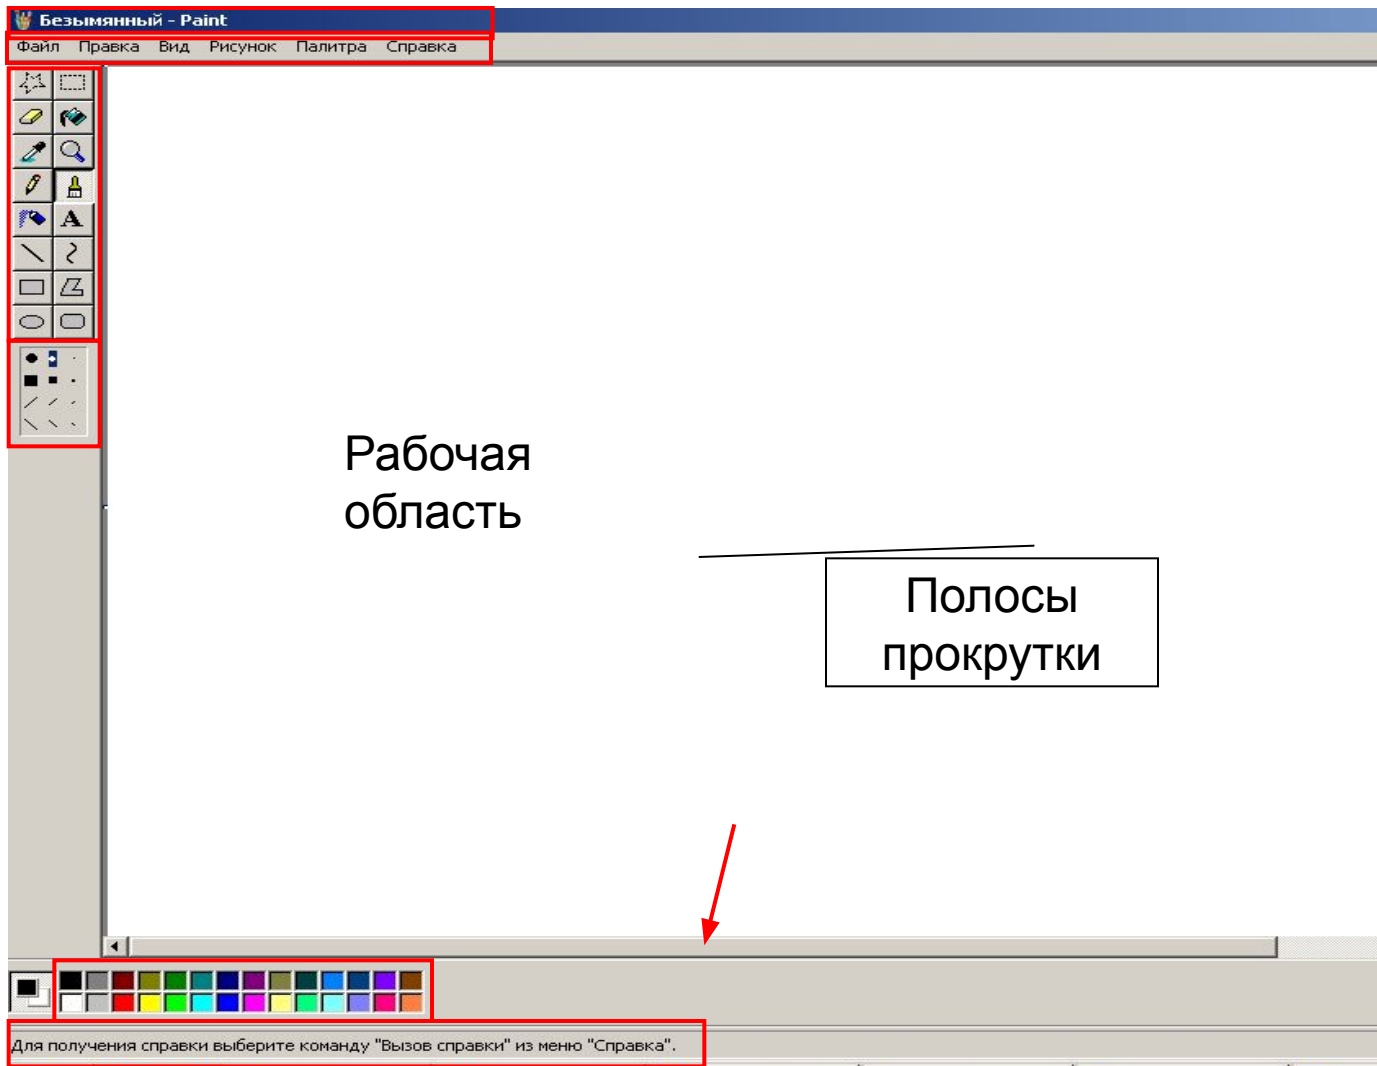 Безымянный - Paint
Файл Правка Вид Рисунок Палитра Справка
A
Рабочая
область
Полосы
прокрутки
Для получения справки выберите команду "Вызов справки" из меню "Справка".